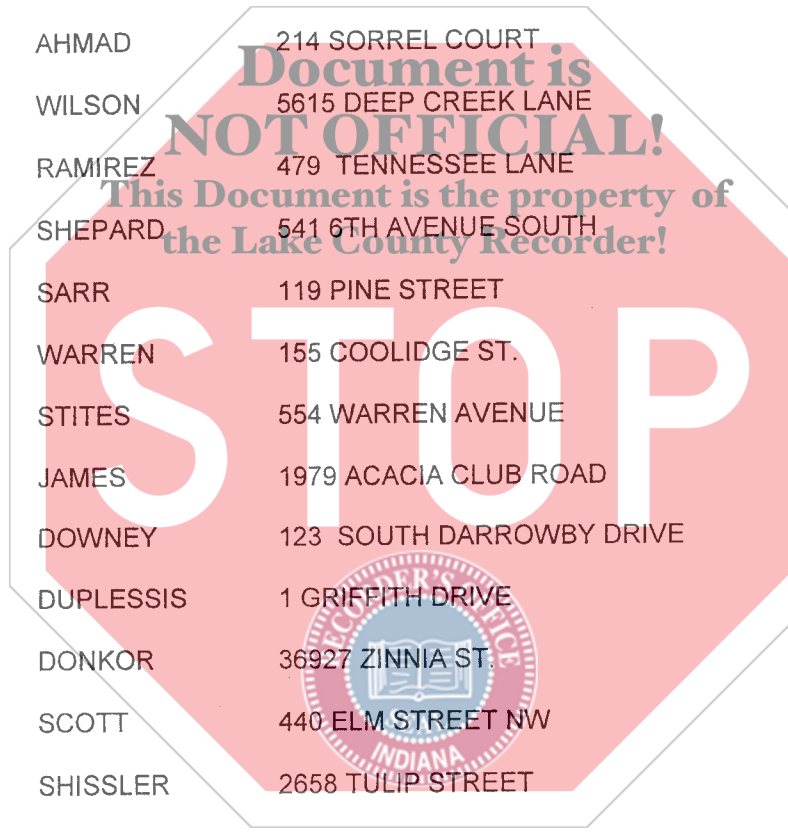 AHMAD 214 SORREL COURT
Document is
WILSON 5615 DEEP CREEK LANE
NOT OFFICIAL!
RAMIREZ 479 TENNESSEE LANE
This Document is the property of
SHEPARD 541 6TH AVENUE SOUTH
the Lake County Recorder!
SARR 119 PINE STREET
STOP
WARREN 155 COOLIDGE ST.
STITES 554 WARREN AVENUE
JAMES 1979 ACACIA CLUB ROAD
DOWNEY 123 SOUTH DARROWBY DRIVE
RECORDER'S OFFICE
DUPLESSIS 1 GRIFFITH DRIVE
DONKOR 36927 ZINNIA ST.
SCOTT 440 ELM STREET NW
INDIANA
SHISSLER 2658 TULIP STREET